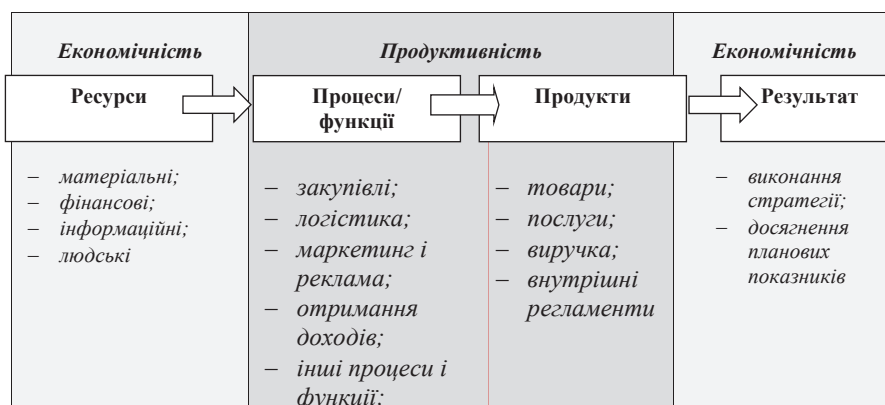 Економічність
Продуктивність
Економічність
Ресурси
Процеси/
функції
Продукти
Результат
– матеріальні;
– фінансові;
– інформаційні;
– людські
– закупівлі;
– логістика;
– маркетинг і
реклама;
– отримання
доходів;
– інші процеси і
функції;
– товари;
– послуги;
– виручка;
– внутрішні
регламенти
– виконання
стратегії;
– досягнення
планових
показників